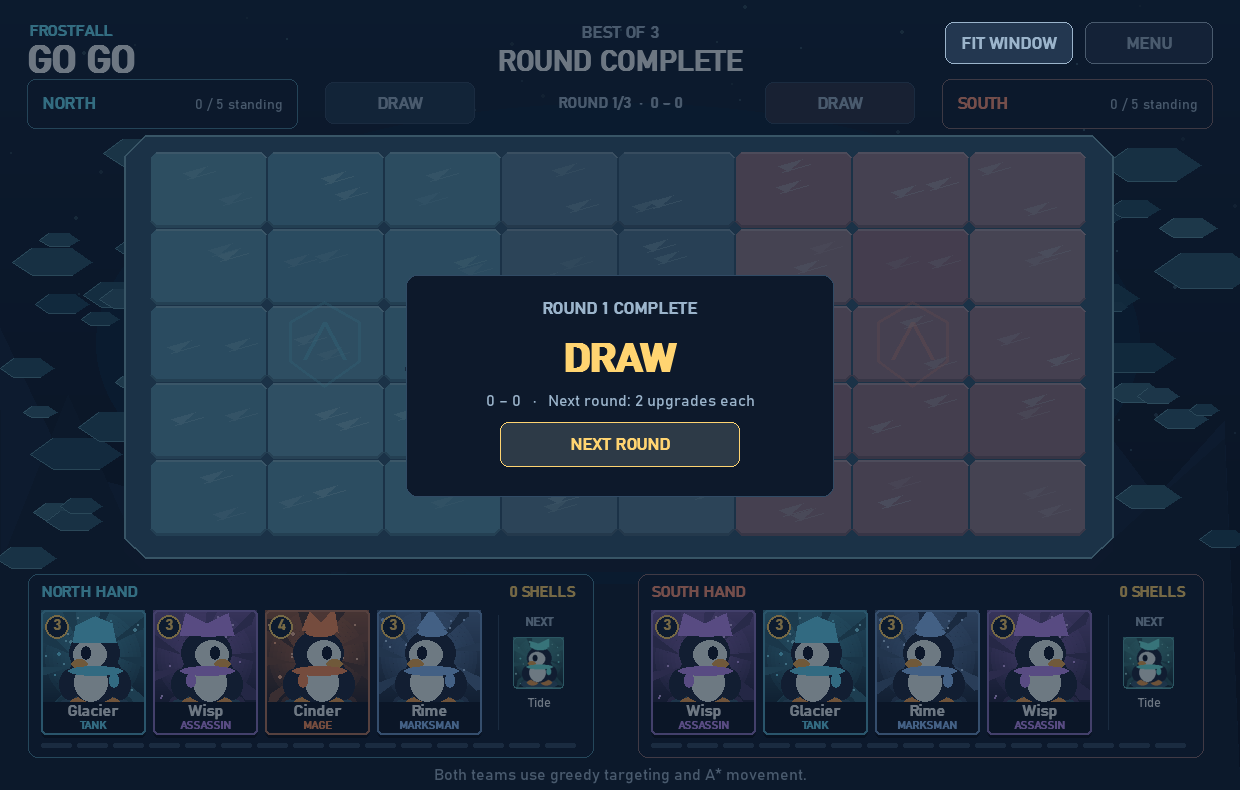 FROSTFALL
GO GO
BEST OF 3
ROUND COMPLETE
FIT WINDOW
MENU
NORTH
0 / 5 standing
DRAW
ROUND 1/3 · 0 – 0
DRAW
SOUTH
0 / 5 standing
ROUND 1 COMPLETE
DRAW
0 – 0 · Next round: 2 upgrades each
NEXT ROUND
NORTH HAND
0 SHELLS
3
Glacier
TANK
3
Wisp
ASSASSIN
4
Cinder
MAGE
3
Rime
MARKSMAN
NEXT
Tide
SOUTH HAND
0 SHELLS
3
Wisp
ASSASSIN
3
Glacier
TANK
3
Rime
MARKSMAN
3
Wisp
ASSASSIN
NEXT
Tide
Both teams use greedy targeting and A* movement.